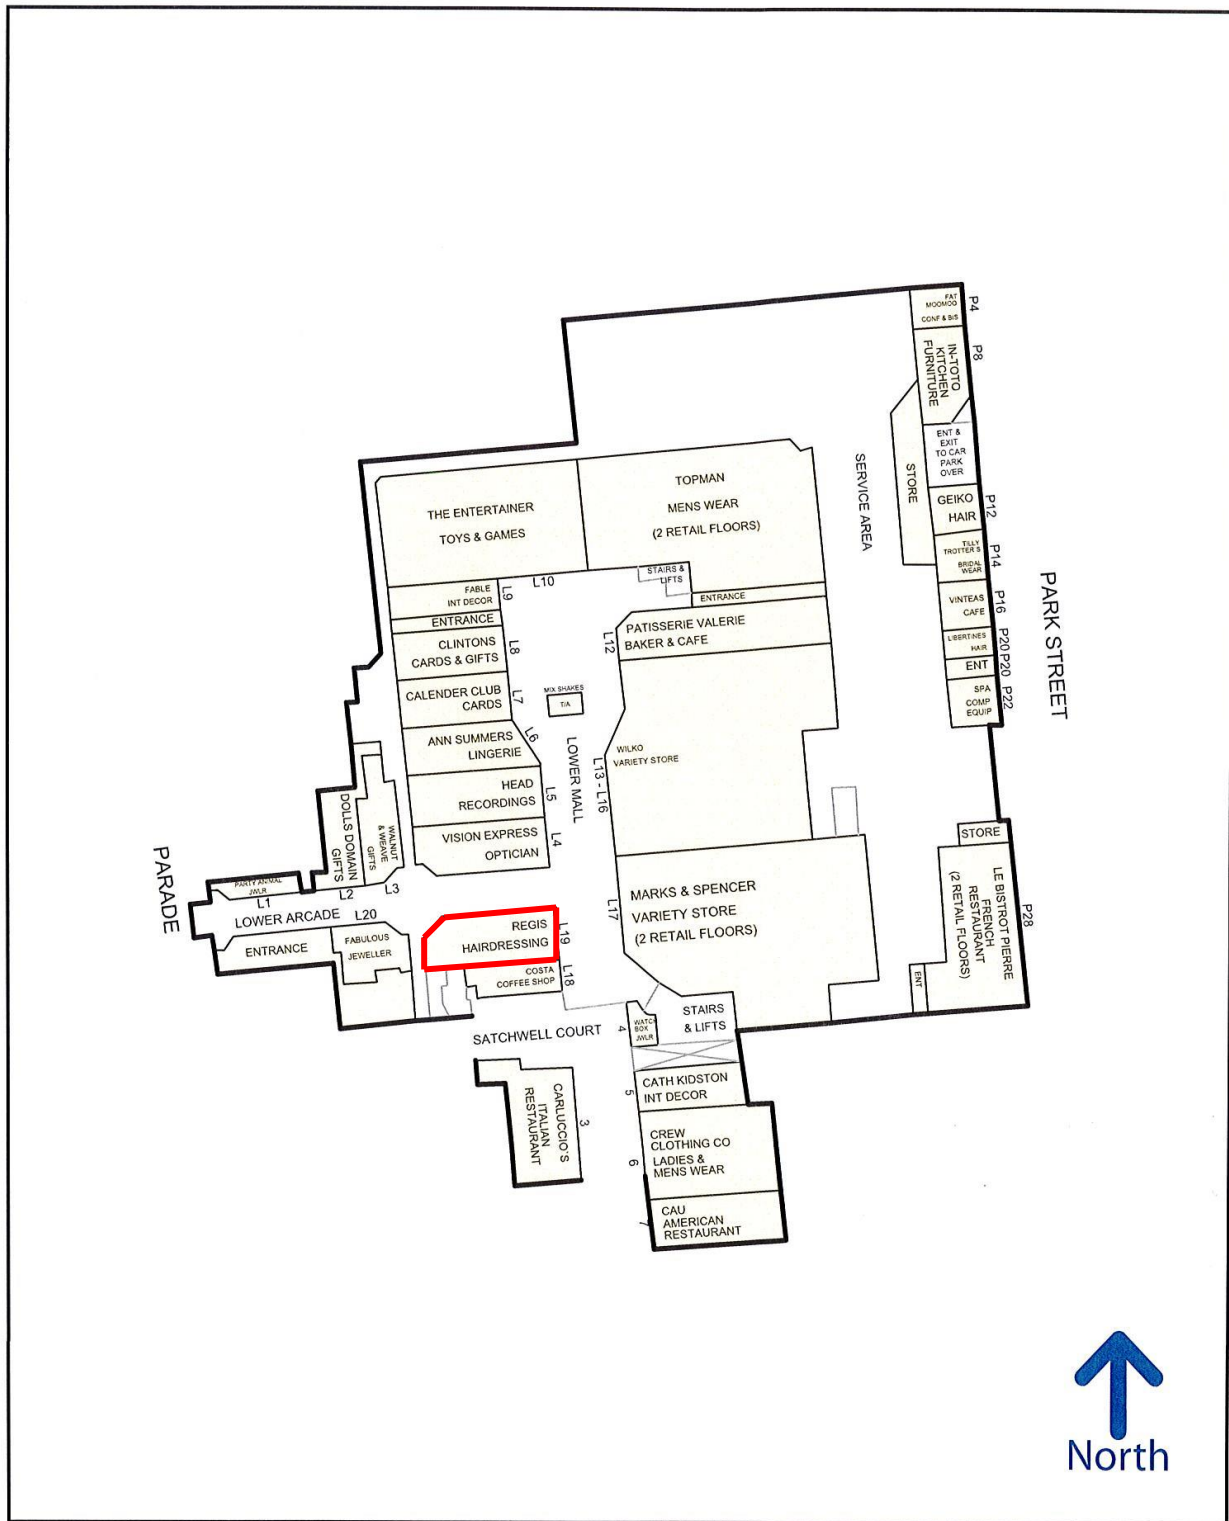 FAT
MOOMOO
CONF & BIS
P4
IN-TOTO
KITCHEN
FURNITURE
P8
ENT &
EXIT
TO CAR
PARK
OVER
STORE
SERVICE AREA
GEIKO
HAIR
P12
TILLY
TROTTER'S
BRIDAL
WEAR
P14
VINTEAS
CAFE
P16
LIBERTINES
HAIR
P20
ENT
P20
SPA
COMP
EQUIP
P22
PARK STREET
THE ENTERTAINER
TOYS & GAMES
TOPMAN
MENS WEAR
(2 RETAIL FLOORS)
L10
STAIRS &
LIFTS
ENTRANCE
FABLE
INT DECOR
L9
ENTRANCE
CLINTONS
CARDS & GIFTS
L8
PATISSERIE VALERIE
BAKER & CAFE
L12
CALENDER CLUB
CARDS
L7
MIX SHAKES
T/A
ANN SUMMERS
LINGERIE
L6
LOWER MALL
WILKO
VARIETY STORE
L13 - L16
HEAD
RECORDINGS
L5
VISION EXPRESS
OPTICIAN
L4
DOLLS DOMAIN
GIFTS
WALNUT
& WEAVE
GIFTS
PARADE
PARTY ANIMAL
JWLR
L1
L2
L3
LOWER ARCADE
L20
ENTRANCE
FABULOUS
JEWELLER
REGIS
HAIRDRESSING
L19
COSTA
COFFEE SHOP
L18
MARKS & SPENCER
VARIETY STORE
(2 RETAIL FLOORS)
L17
STORE
LE BISTROT PIERRE
FRENCH
RESTAURANT
(2 RETAIL FLOORS)
P28
ENT
SATCHWELL COURT
WATCH
BOX
JWLR
4
STAIRS
& LIFTS
CARLUCCIO'S
ITALIAN
RESTAURANT
3
CATH KIDSTON
INT DECOR
5
CREW
CLOTHING CO
LADIES &
MENS WEAR
6
CAU
AMERICAN
RESTAURANT
7
North